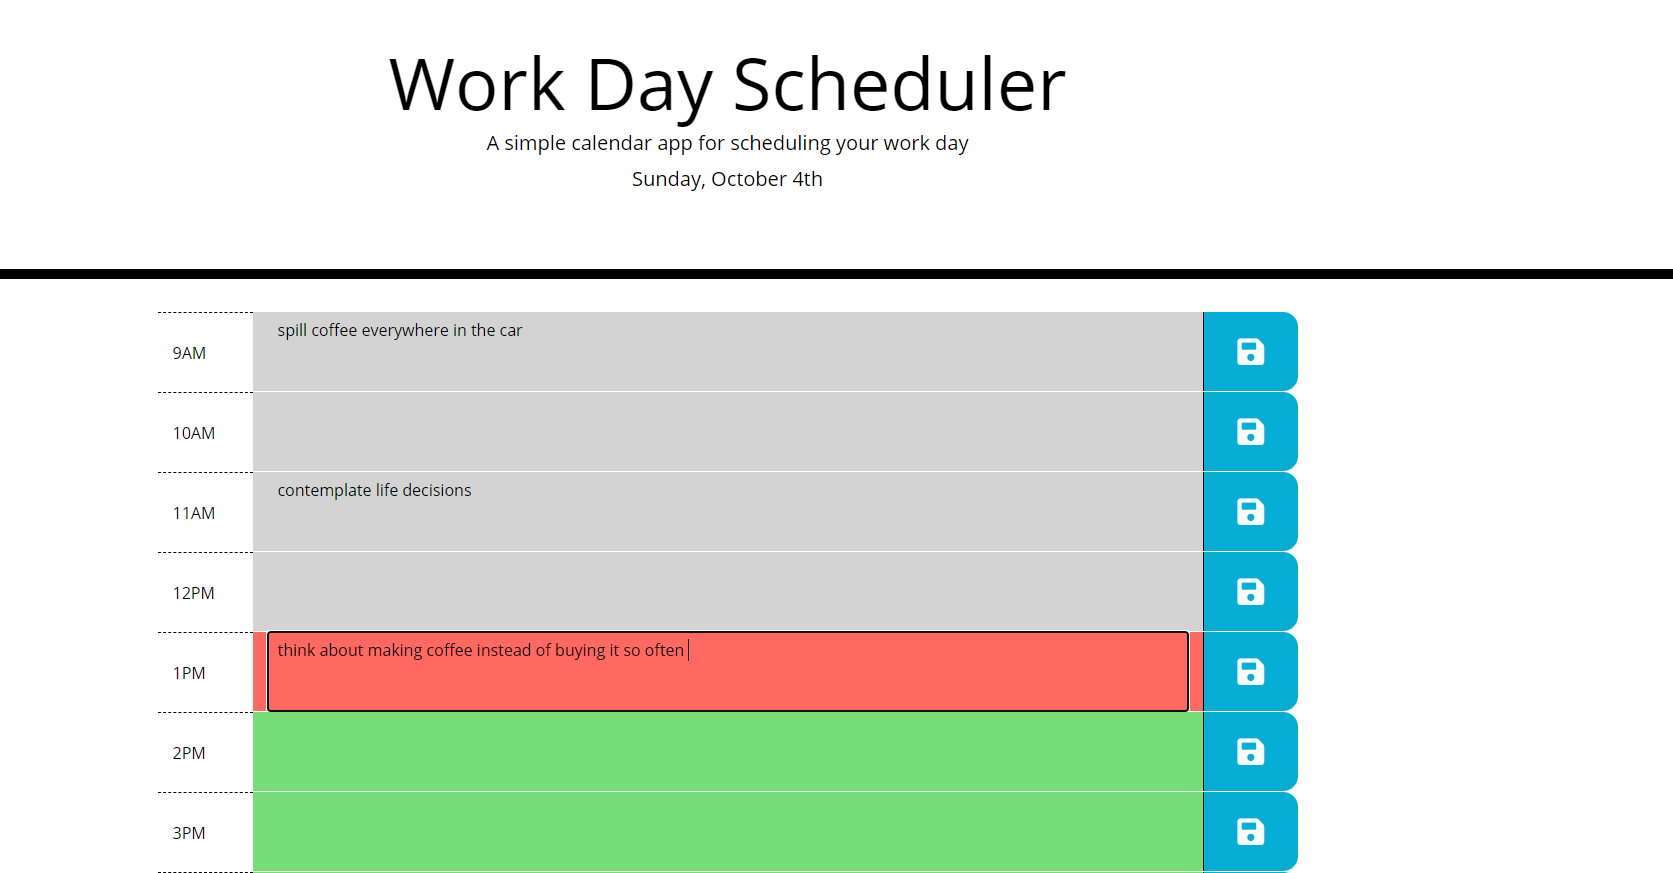 Work Day Scheduler
A simple calendar app for scheduling your work day
Sunday, October 4th
9AM
spill coffee everywhere in the car
10AM
11AM
contemplate life decisions
12PM
1PM
think about making coffee instead of buying it so often
2PM
3PM